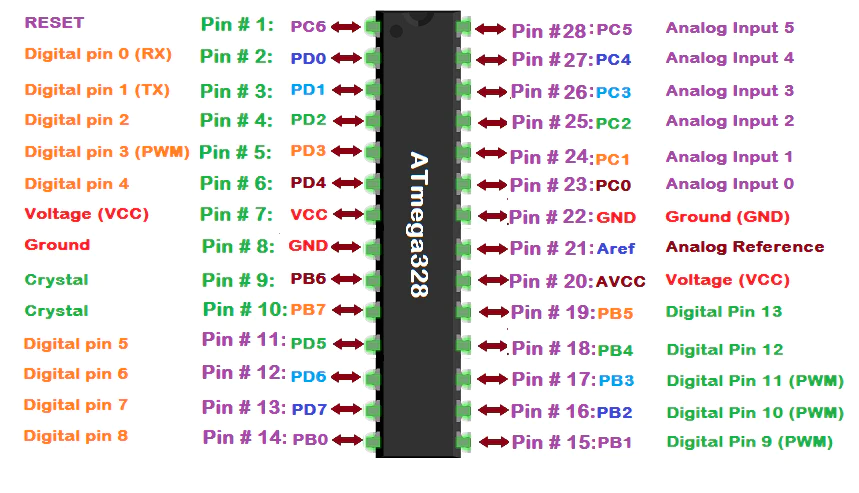 RESET Pin # 1: PC6 Pin #28: PC5 Analog Input 5
Digital pin 0 (RX) Pin # 2: PD0 Pin # 27: PC4 Analog Input 4
Digital pin 1 (TX) Pin # 3: PD1 Pin # 26: PC3 Analog Input 3
Digital pin 2 Pin # 4: PD2 Pin # 25: PC2 Analog Input 2
Digital pin 3 (PWM) Pin # 5: PD3 Pin # 24: PC1 Analog Input 1
Digital pin 4 Pin # 6: PD4 Pin # 23: PC0 Analog Input 0
Voltage (VCC) Pin # 7: VCC Pin # 22: GND Ground (GND)
Ground Pin # 8: GND Pin # 21: Aref Analog Reference
Crystal Pin # 9: PB6 Pin # 20: AVCC Voltage (VCC)
Crystal Pin # 10: PB7 Pin # 19: PB5 Digital Pin 13
Digital pin 5 Pin # 11: PD5 Pin # 18: PB4 Digital Pin 12
Digital pin 6 Pin # 12: PD6 Pin # 17: PB3 Digital Pin 11 (PWM)
Digital pin 7 Pin # 13: PD7 Pin # 16: PB2 Digital Pin 10 (PWM)
Digital pin 8 Pin # 14: PB0 Pin # 15: PB1 Digital Pin 9 (PWM)
ATmega328